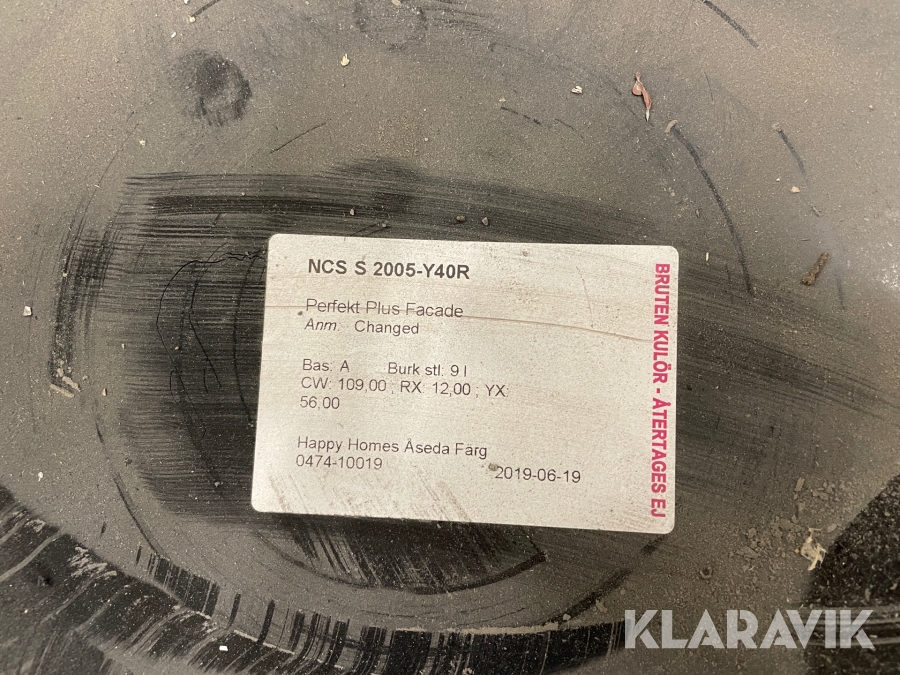 NCS S 2005-Y40R
Perfekt Plus Facade
Anm. Changed
Bas: A Burk stl: 9 l
CW: 109,00 ; RX: 12,00 ; YX:
56,00
Happy Homes Åseda Färg
0474-10019
2019-06-19
BRUTEN KULÖR - ÅTERTAGES EJ
KLARAVIK